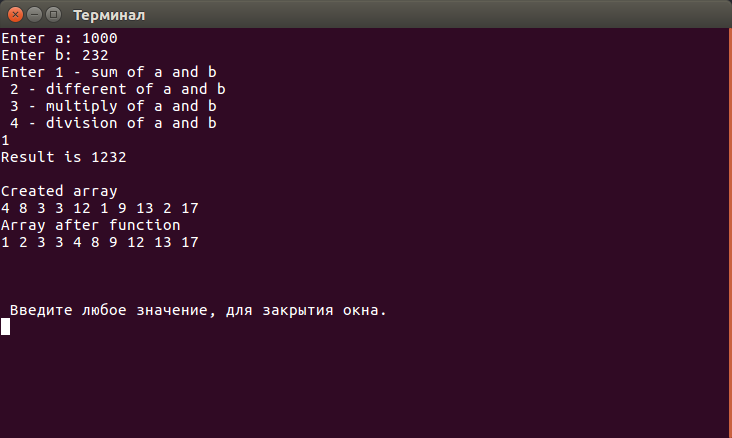 Терминал
Enter a: 1000
Enter b: 232
Enter 1 - sum of a and b
 2 - different of a and b
 3 - multiply of a and b
 4 - division of a and b
1
Result is 1232
Created array
4 8 3 3 12 1 9 13 2 17
Array after function
1 2 3 3 4 8 9 12 13 17
 Введите любое значение, для закрытия окна.